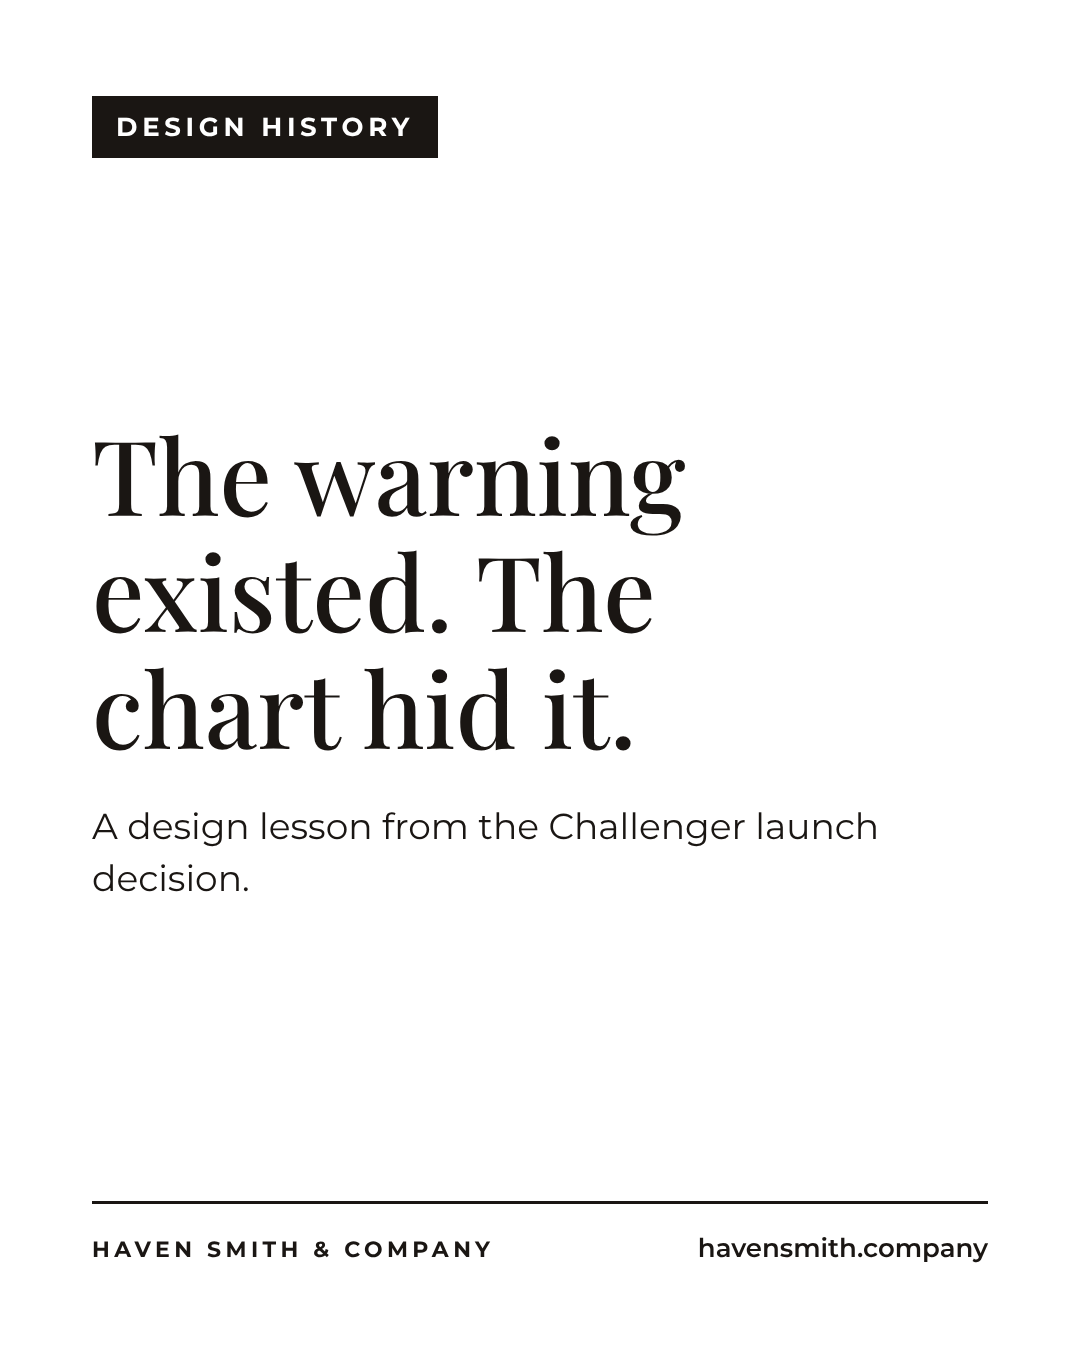 DESIGN HISTORY
The warning
existed. The
chart hid it.
A design lesson from the Challenger launch
decision.
HAVEN SMITH & COMPANY
havensmith.company